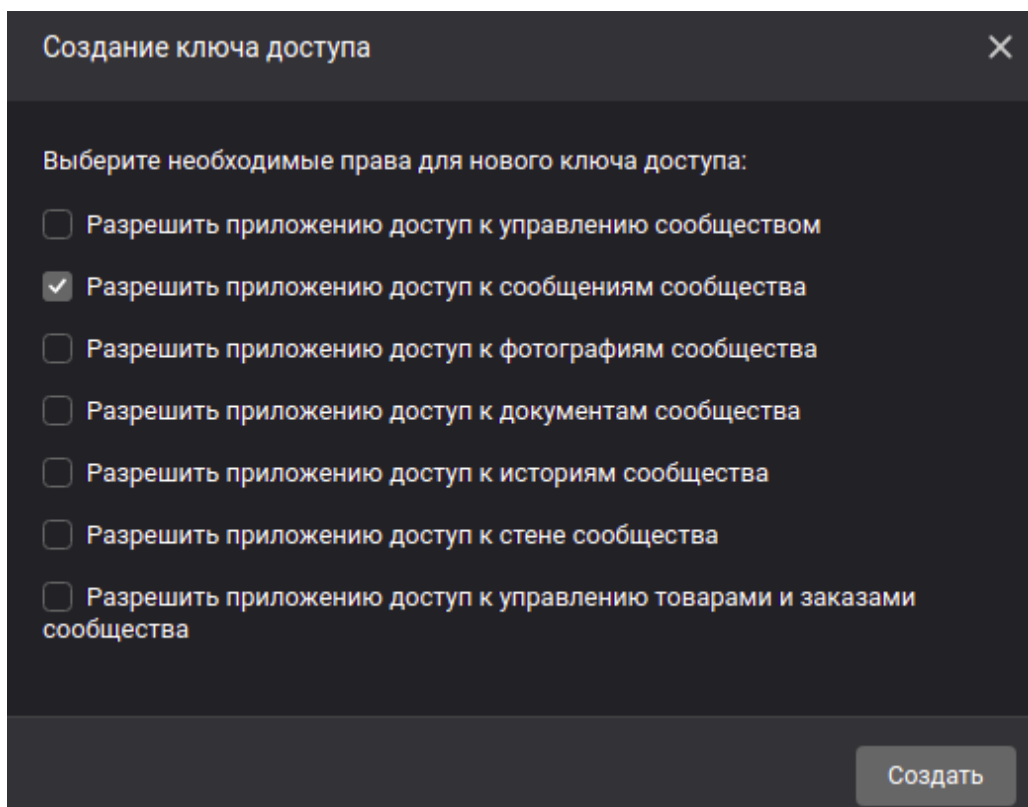 Создание ключа доступа
Выберите необходимые права для нового ключа доступа:
Разрешить приложению доступ к управлению сообществом
Разрешить приложению доступ к сообщениям сообщества
Разрешить приложению доступ к фотографиям сообщества
Разрешить приложению доступ к документам сообщества
Разрешить приложению доступ к историям сообщества
Разрешить приложению доступ к стене сообщества
Разрешить приложению доступ к управлению товарами и заказами
сообщества
Создать